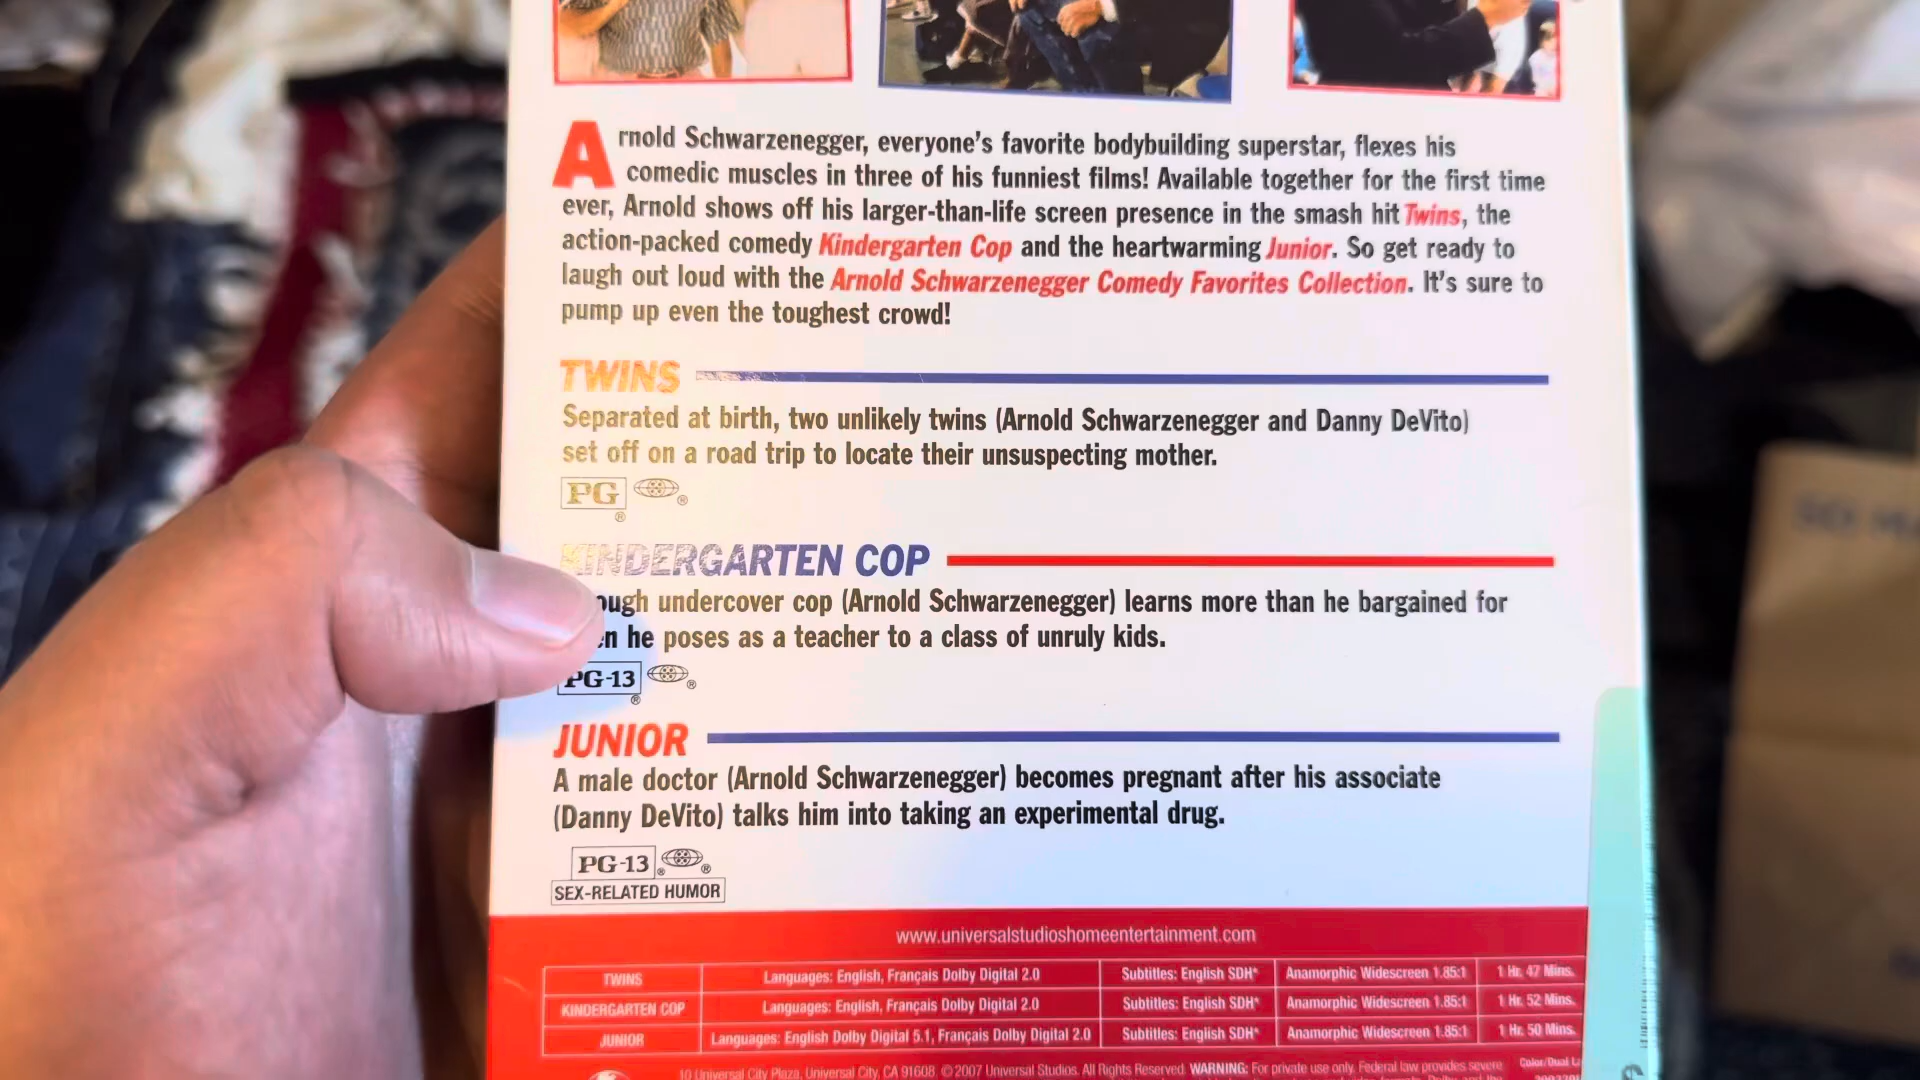 Arnold Schwarzenegger, everyone's favorite bodybuilding superstar, flexes his
comedic muscles in three of his funniest films! Available together for the first time
ever, Arnold shows off his larger-than-life screen presence in the smash hit Twins, the
action-packed comedy Kindergarten Cop and the heartwarming Junior. So get ready to
laugh out loud with the Arnold Schwarzenegger Comedy Favorites Collection. It's sure to
pump up even the toughest crowd!
TWINS
Separated at birth, two unlikely twins (Arnold Schwarzenegger and Danny DeVito)
set off on a road trip to locate their unsuspecting mother.
PG ®
®
KINDERGARTEN COP
undercover cop (Arnold Schwarzenegger) learns more than he bargained for
he poses as a teacher to a class of unruly kids.
PG-13 ®
®
JUNIOR
A male doctor (Arnold Schwarzenegger) becomes pregnant after his associate
(Danny DeVito) talks him into taking an experimental drug.
PG-13 ® ®
SEX-RELATED HUMOR
www.universalstudioshomeentertainment.com
TWINS Languages: English, Français Dolby Digital 2.0 Subtitles: English SDH* Anamorphic Widescreen 1.85:1 1 Hr. 47 Mins.
KINDERGARTEN COP Languages: English, Français Dolby Digital 2.0 Subtitles: English SDH* Anamorphic Widescreen 1.85:1 1 Hr. 52 Mins.
JUNIOR Languages: English Dolby Digital 5.1, Français Dolby Digital 2.0 Subtitles: English SDH* Anamorphic Widescreen 1.85:1 1 Hr. 50 Mins.
10 Universal City Plaza, Universal City, CA 91608. ©2007 Universal Studios. All Rights Reserved. WARNING: For private use only. Federal law provides severe Color/Dual